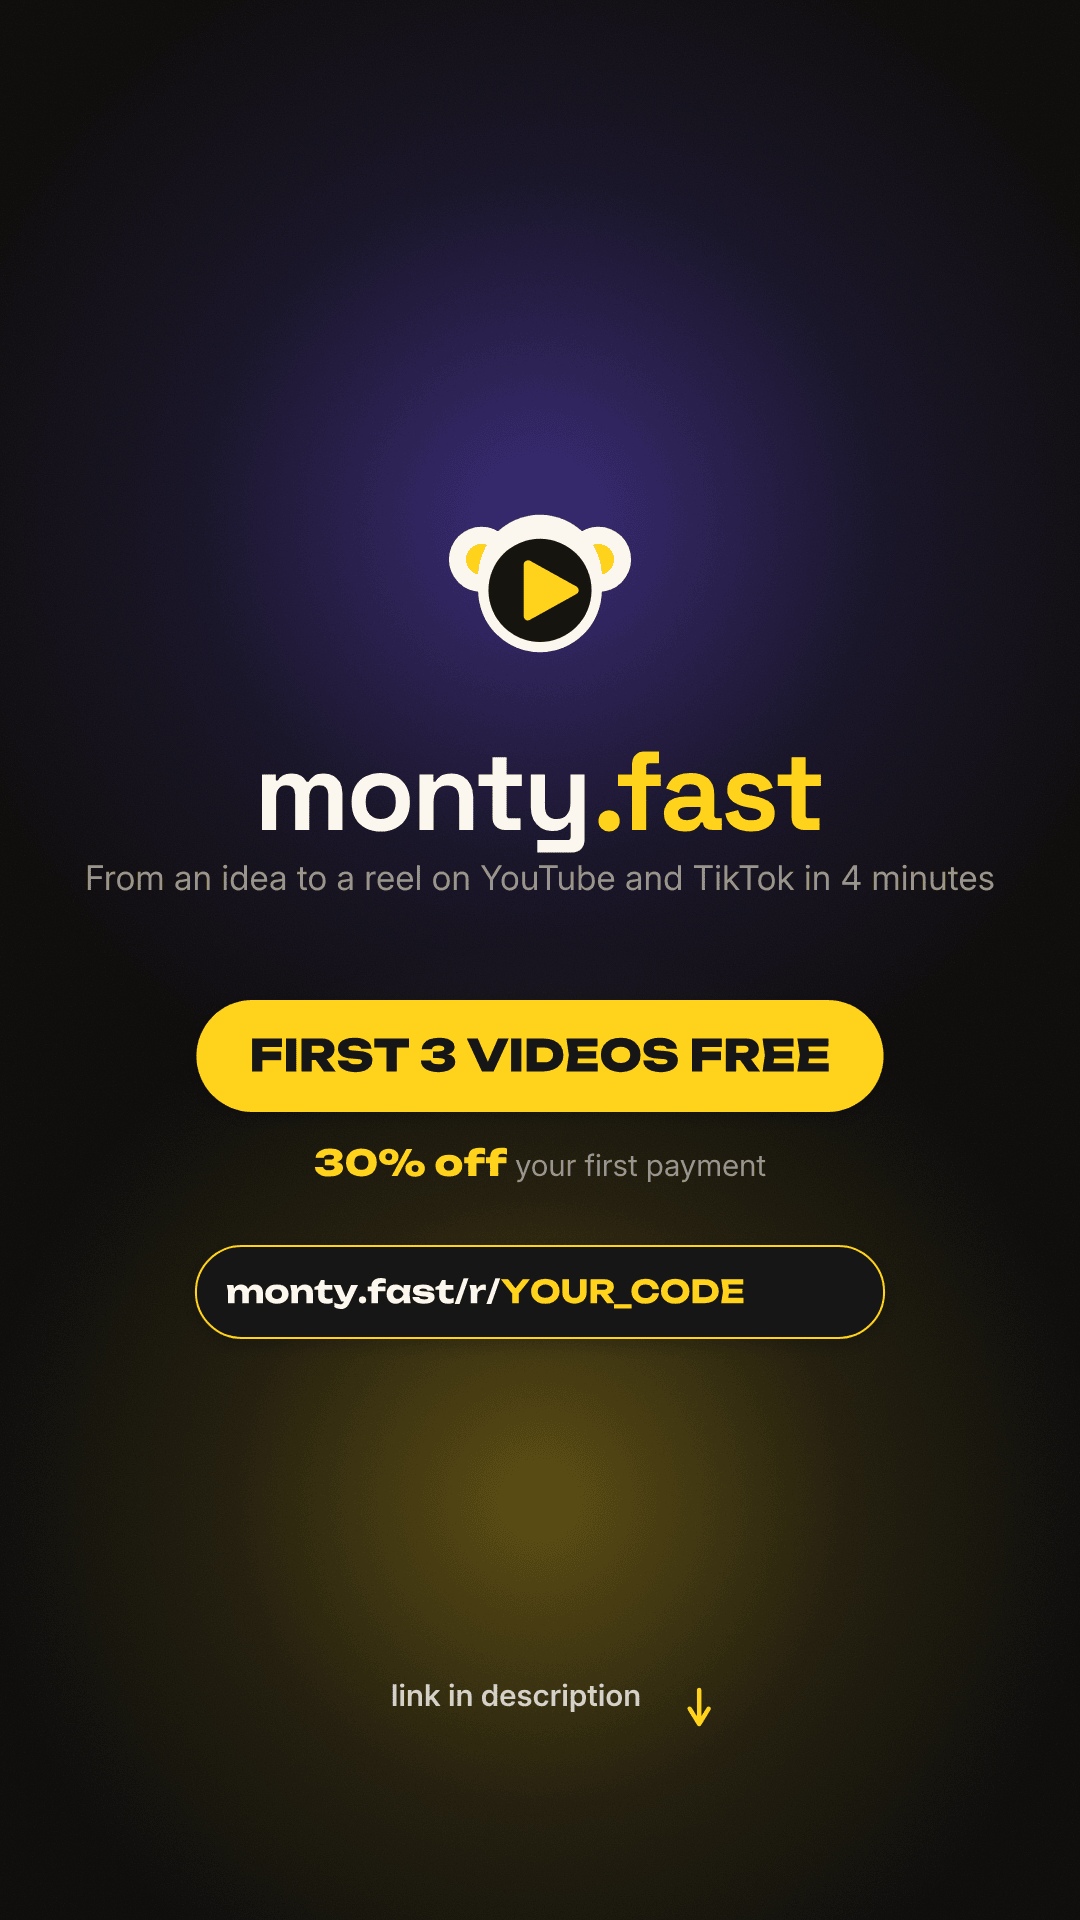 monty.fast
From an idea to a reel on YouTube and TikTok in 4 minutes
FIRST 3 VIDEOS FREE
30% off your first payment
monty.fast/r/YOUR_CODE
link in description ↓